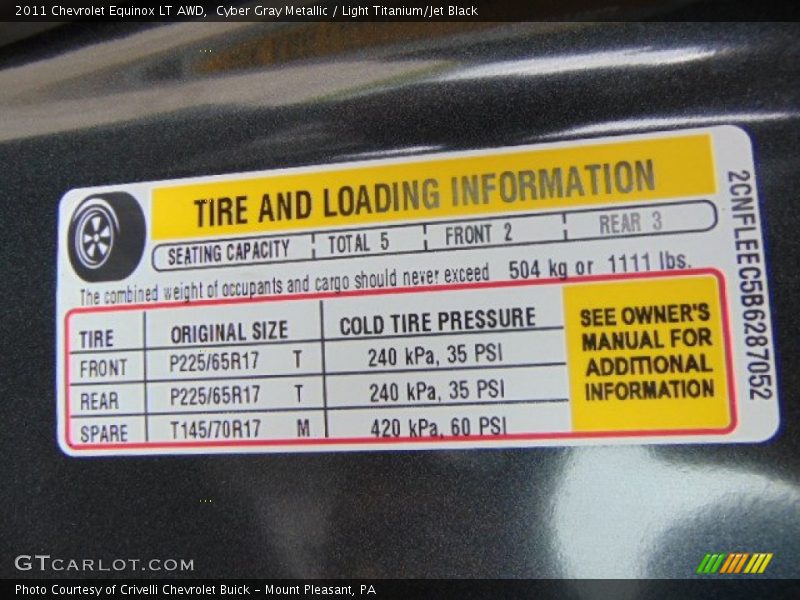 2011 Chevrolet Equinox LT AWD, Cyber Gray Metallic / Light Titanium/Jet Black
TIRE AND LOADING INFORMATION
SEATING CAPACITY TOTAL 5 FRONT 2 REAR 3
The combined weight of occupants and cargo should never exceed 504 kg or 1111 lbs.
TIRE ORIGINAL SIZE COLD TIRE PRESSURE
FRONT P225/65R17 T 240 kPa, 35 PSI
REAR P225/65R17 T 240 kPa, 35 PSI
SPARE T145/70R17 M 420 kPa, 60 PSI
SEE OWNER'S
MANUAL FOR
ADDITIONAL
INFORMATION
2CNFLEEC5B6287052
GTCARLOT.COM
Photo Courtesy of Crivelli Chevrolet Buick - Mount Pleasant, PA